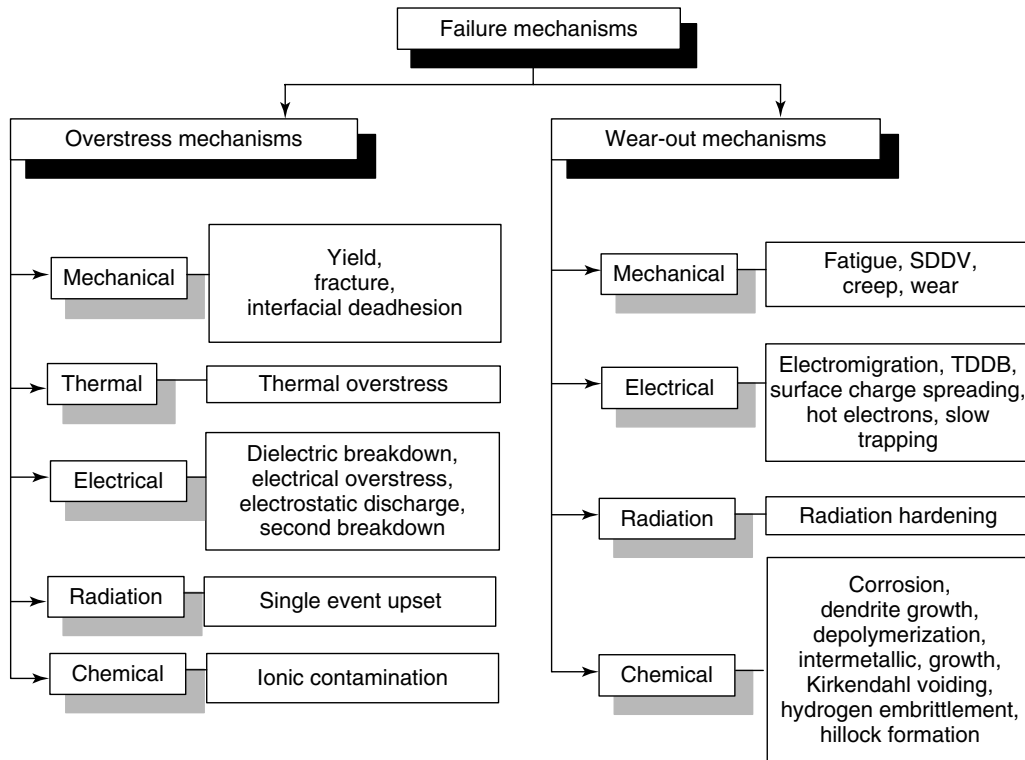 Failure mechanisms
Overstress mechanisms
Mechanical
Yield,
fracture,
interfacial deadhesion
Thermal
Thermal overstress
Electrical
Dielectric breakdown,
electrical overstress,
electrostatic discharge,
second breakdown
Radiation
Single event upset
Chemical
Ionic contamination
Wear-out mechanisms
Mechanical
Fatigue, SDDV,
creep, wear
Electrical
Electromigration, TDDB,
surface charge spreading,
hot electrons, slow
trapping
Radiation
Radiation hardening
Chemical
Corrosion,
dendrite growth,
depolymerization,
intermetallic, growth,
Kirkendahl voiding,
hydrogen embrittlement,
hillock formation